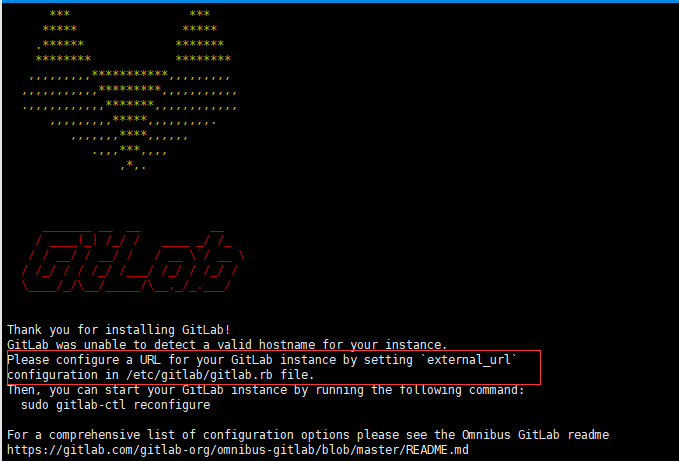 GitLab
Thank you for installing GitLab!
GitLab was unable to detect a valid hostname for your instance.
Please configure a URL for your GitLab instance by setting `external_url`
configuration in /etc/gitlab/gitlab.rb file.
Then, you can start your GitLab instance by running the following command:
sudo gitlab-ctl reconfigure
For a comprehensive list of configuration options please see the Omnibus GitLab readme
https://gitlab.com/gitlab-org/omnibus-gitlab/blob/master/README.md